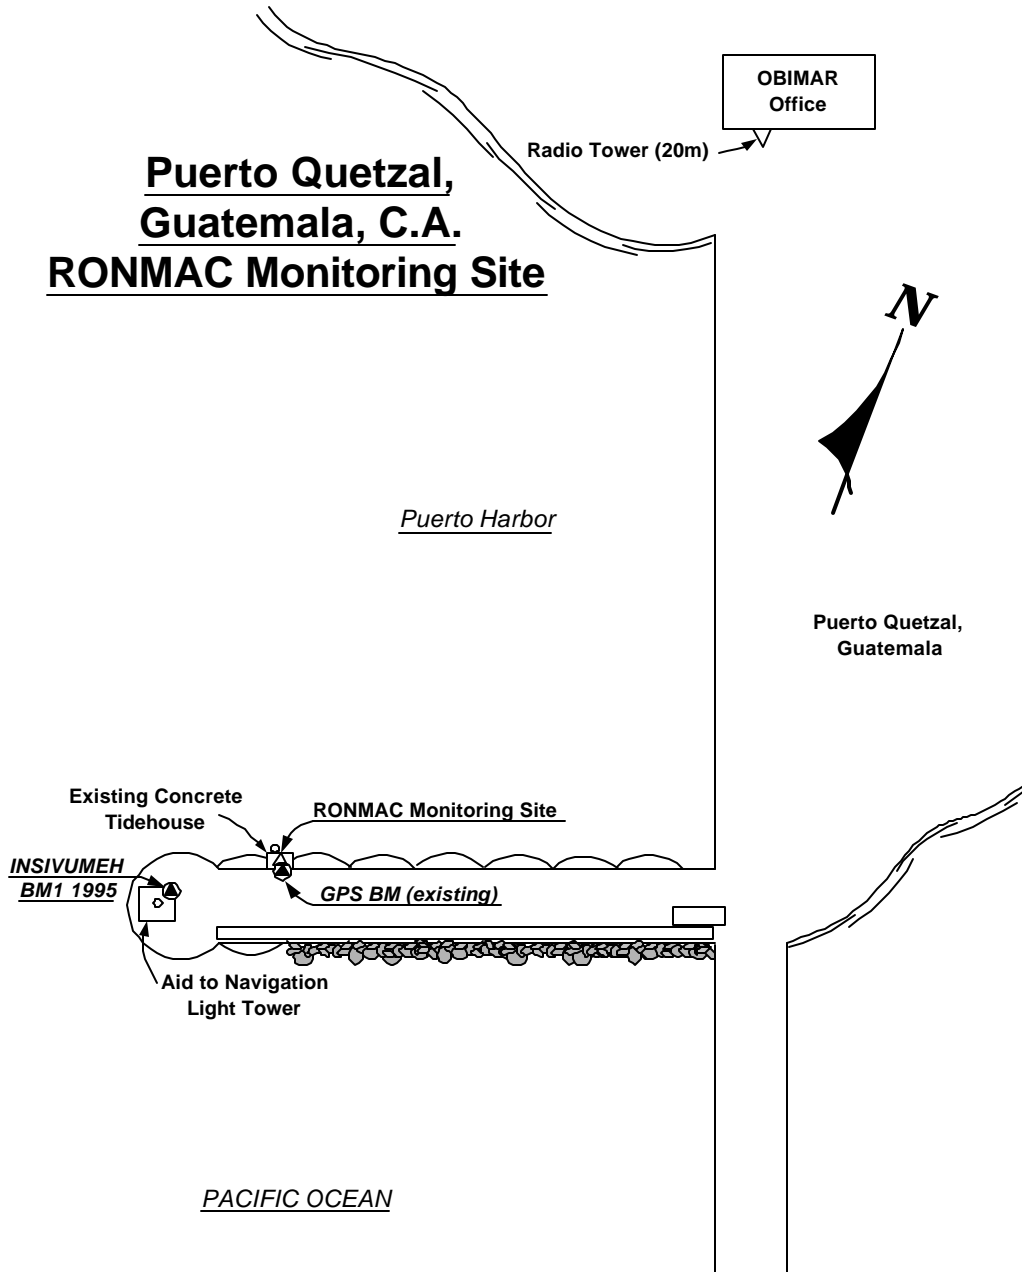 OBIMAR
Office
Radio Tower (20m)
Puerto Quetzal,
Guatemala, C.A.
RONMAC Monitoring Site
N
Puerto Harbor
Puerto Quetzal,
Guatemala
Existing Concrete
Tidehouse
RONMAC Monitoring Site
INSIVUMEH
BM1 1995
GPS BM (existing)
Aid to Navigation
Light Tower
PACIFIC OCEAN